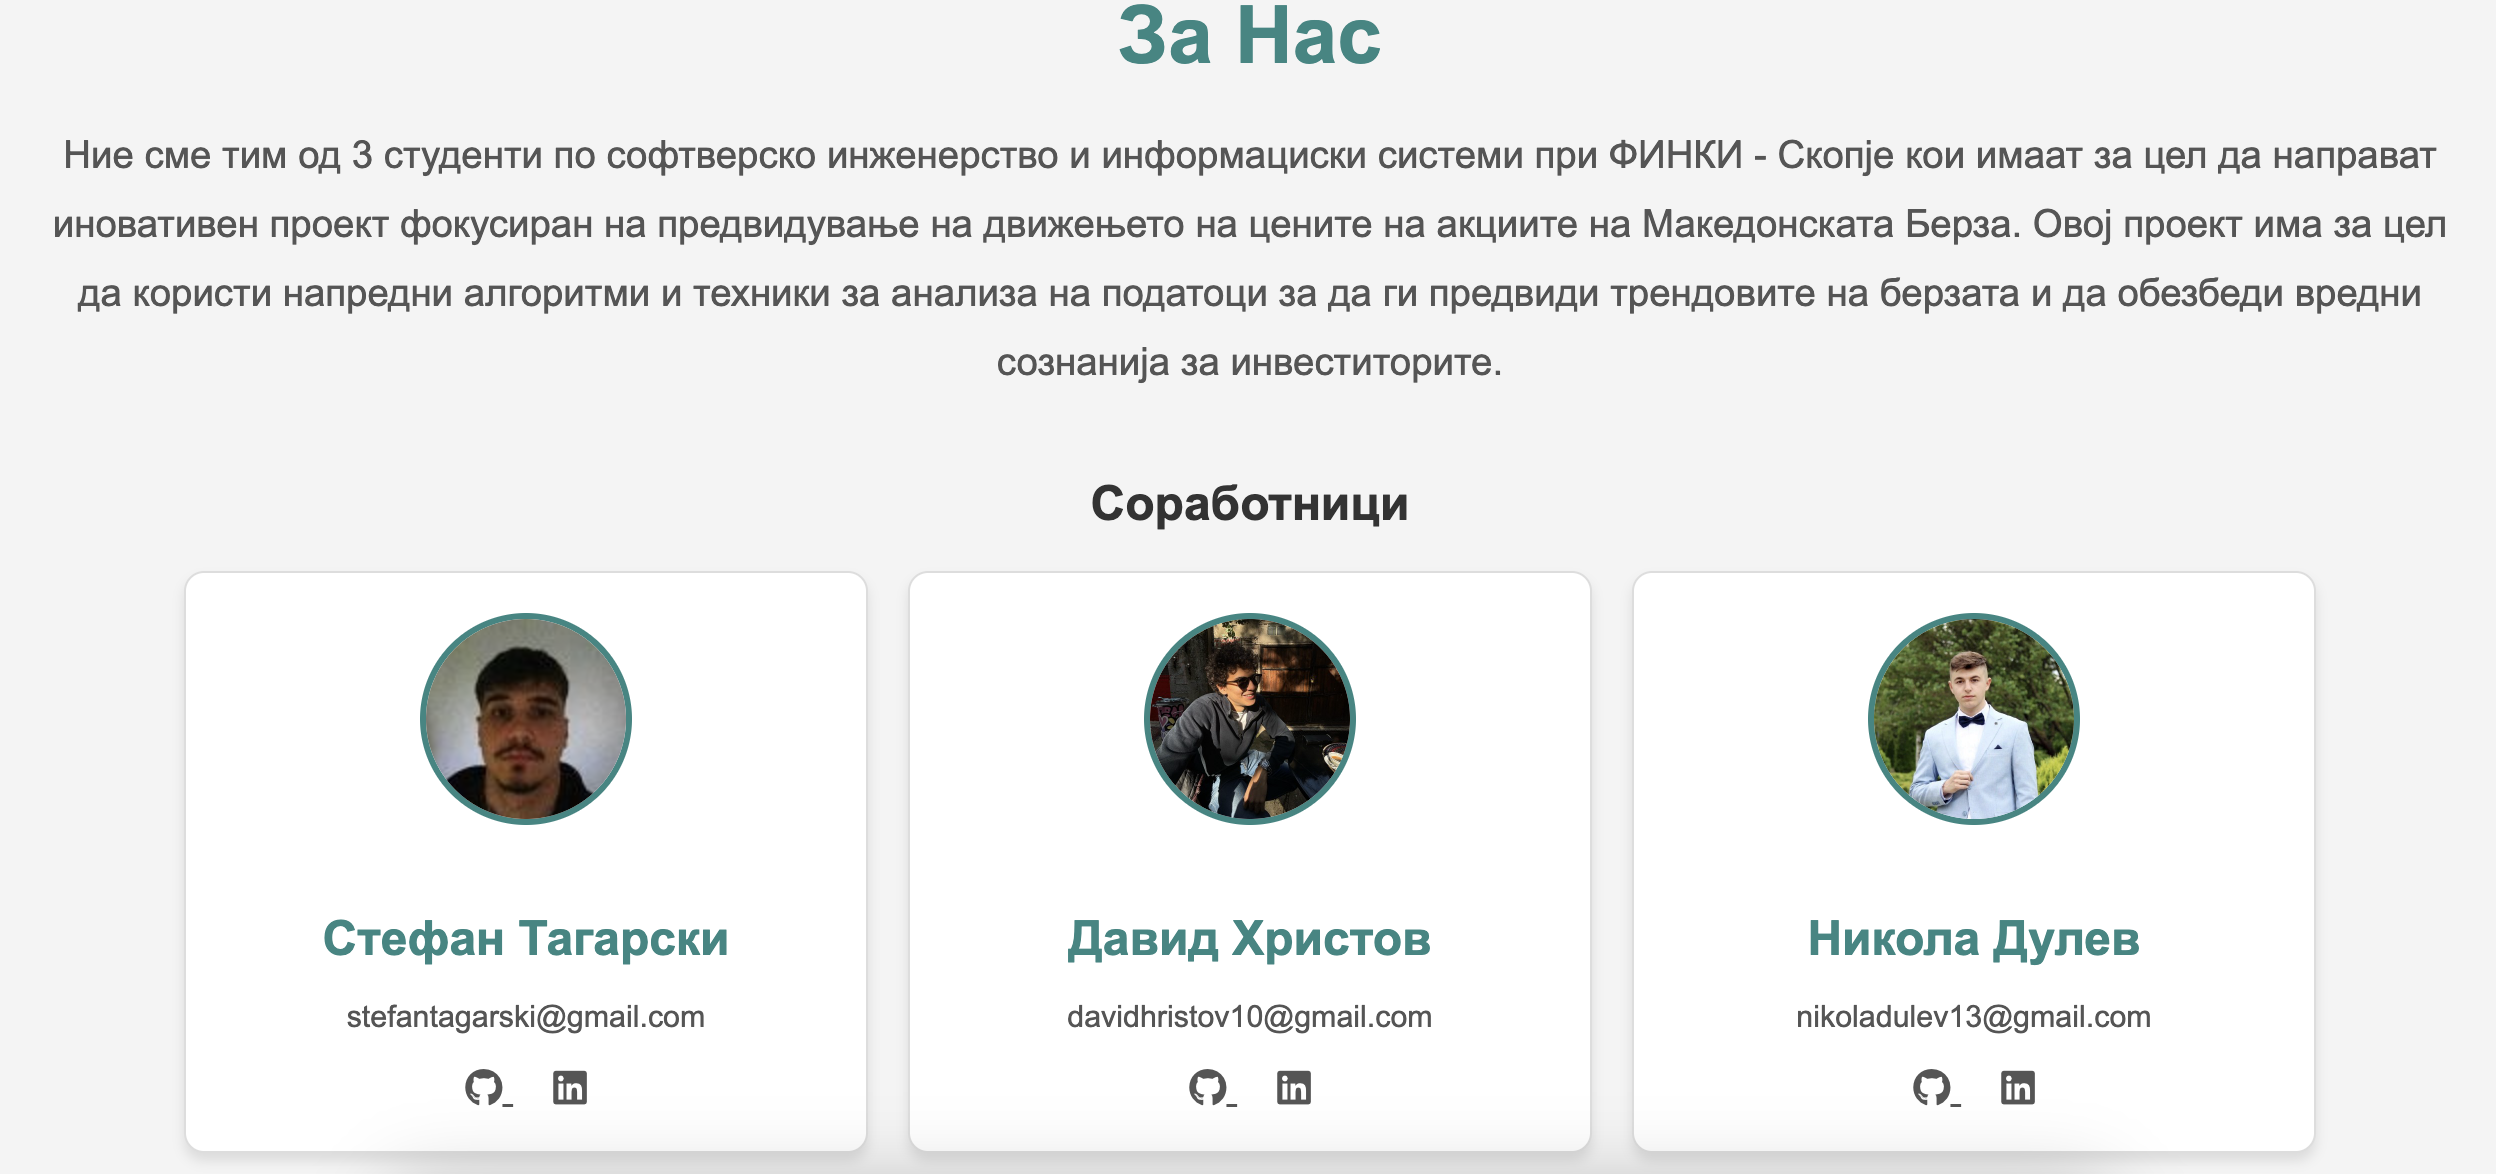 За Нас
Ние сме тим од 3 студенти по софтверско инженерство и информациски системи при ФИНКИ - Скопје кои имаат за цел да направат
иновативен проект фокусиран на предвидување на движењето на цените на акциите на Македонската Берза. Овој проект има за цел
да користи напредни алгоритми и техники за анализа на податоци за да ги предвиди трендовите на берзата и да обезбеди вредни
сознанија за инвеститорите.
Соработници
Стефан Тагарски
stefantagarski@gmail.com
Давид Христов
davidhristov10@gmail.com
Никола Дулев
nikoladulev13@gmail.com